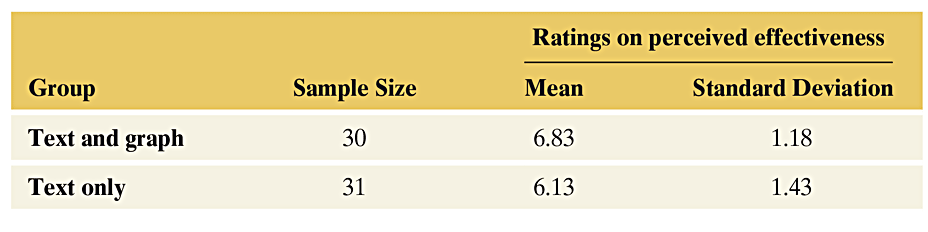 Ratings on perceived effectiveness
Group Sample Size Mean Standard Deviation
Text and graph 30 6.83 1.18
Text only 31 6.13 1.43